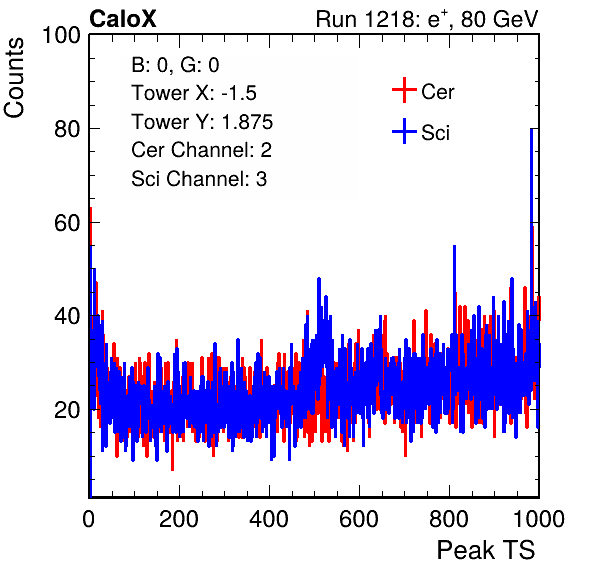 CaloX
Run 1218: e+, 80 GeV
Counts
100
80
60
40
20
B: 0, G: 0
Tower X: -1.5
Tower Y: 1.875
Cer Channel: 2
Sci Channel: 3
Cer
Sci
0 200 400 600 800 1000
Peak TS